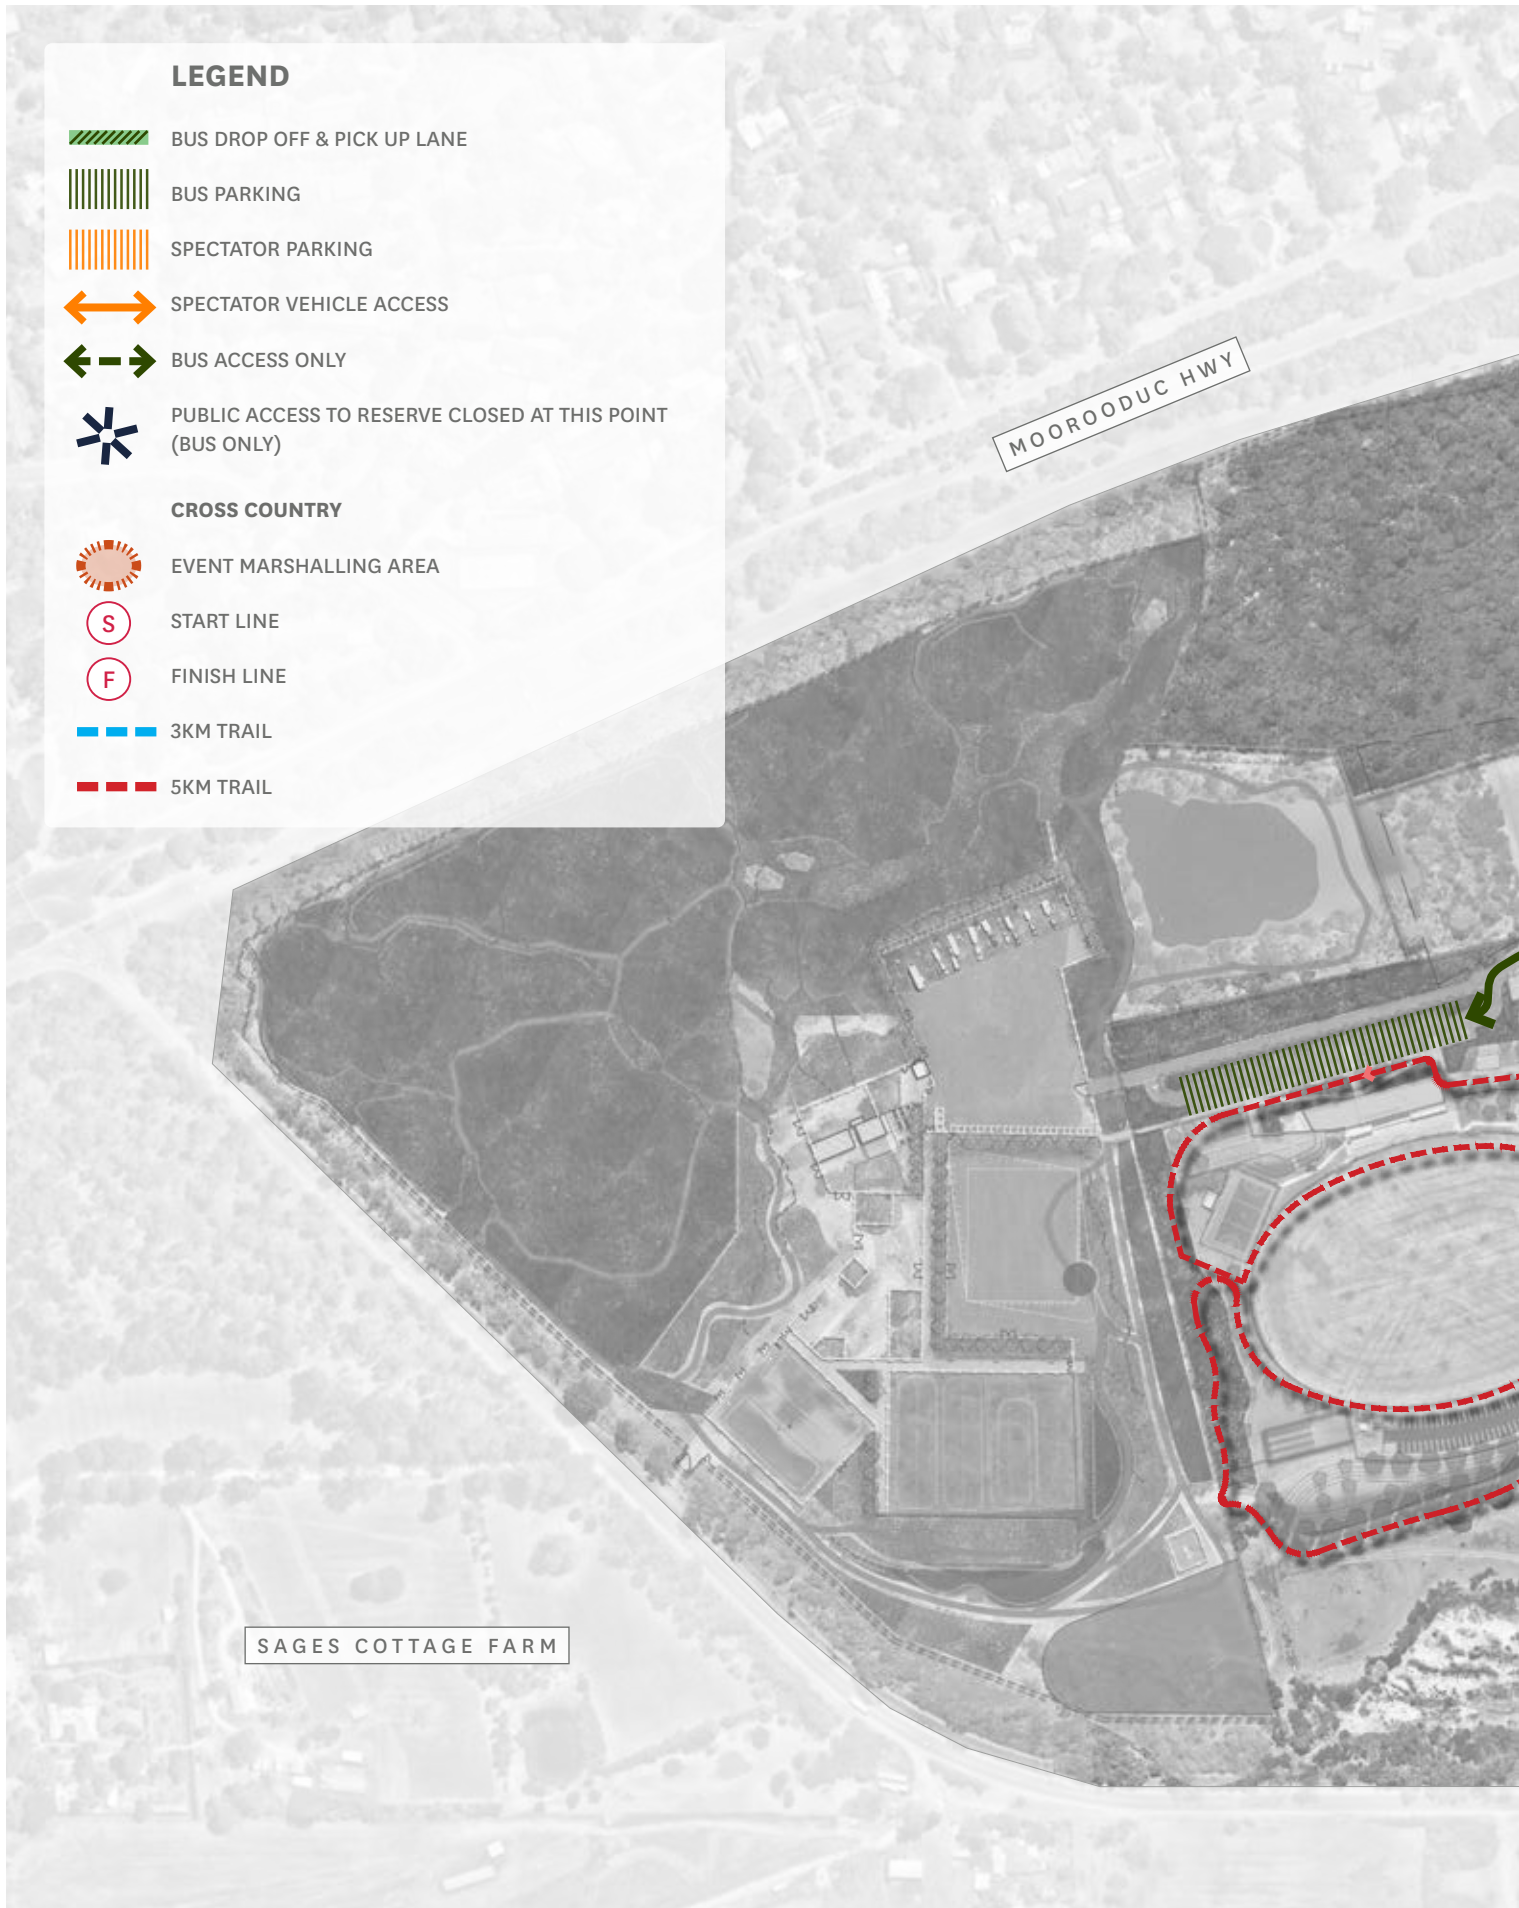 LEGEND
BUS DROP OFF & PICK UP LANE
BUS PARKING
SPECTATOR PARKING
SPECTATOR VEHICLE ACCESS
BUS ACCESS ONLY
PUBLIC ACCESS TO RESERVE CLOSED AT THIS POINT
(BUS ONLY)
CROSS COUNTRY
EVENT MARSHALLING AREA
S START LINE
F FINISH LINE
3KM TRAIL
5KM TRAIL
MOOROODUC HWY
SAGES COTTAGE FARM